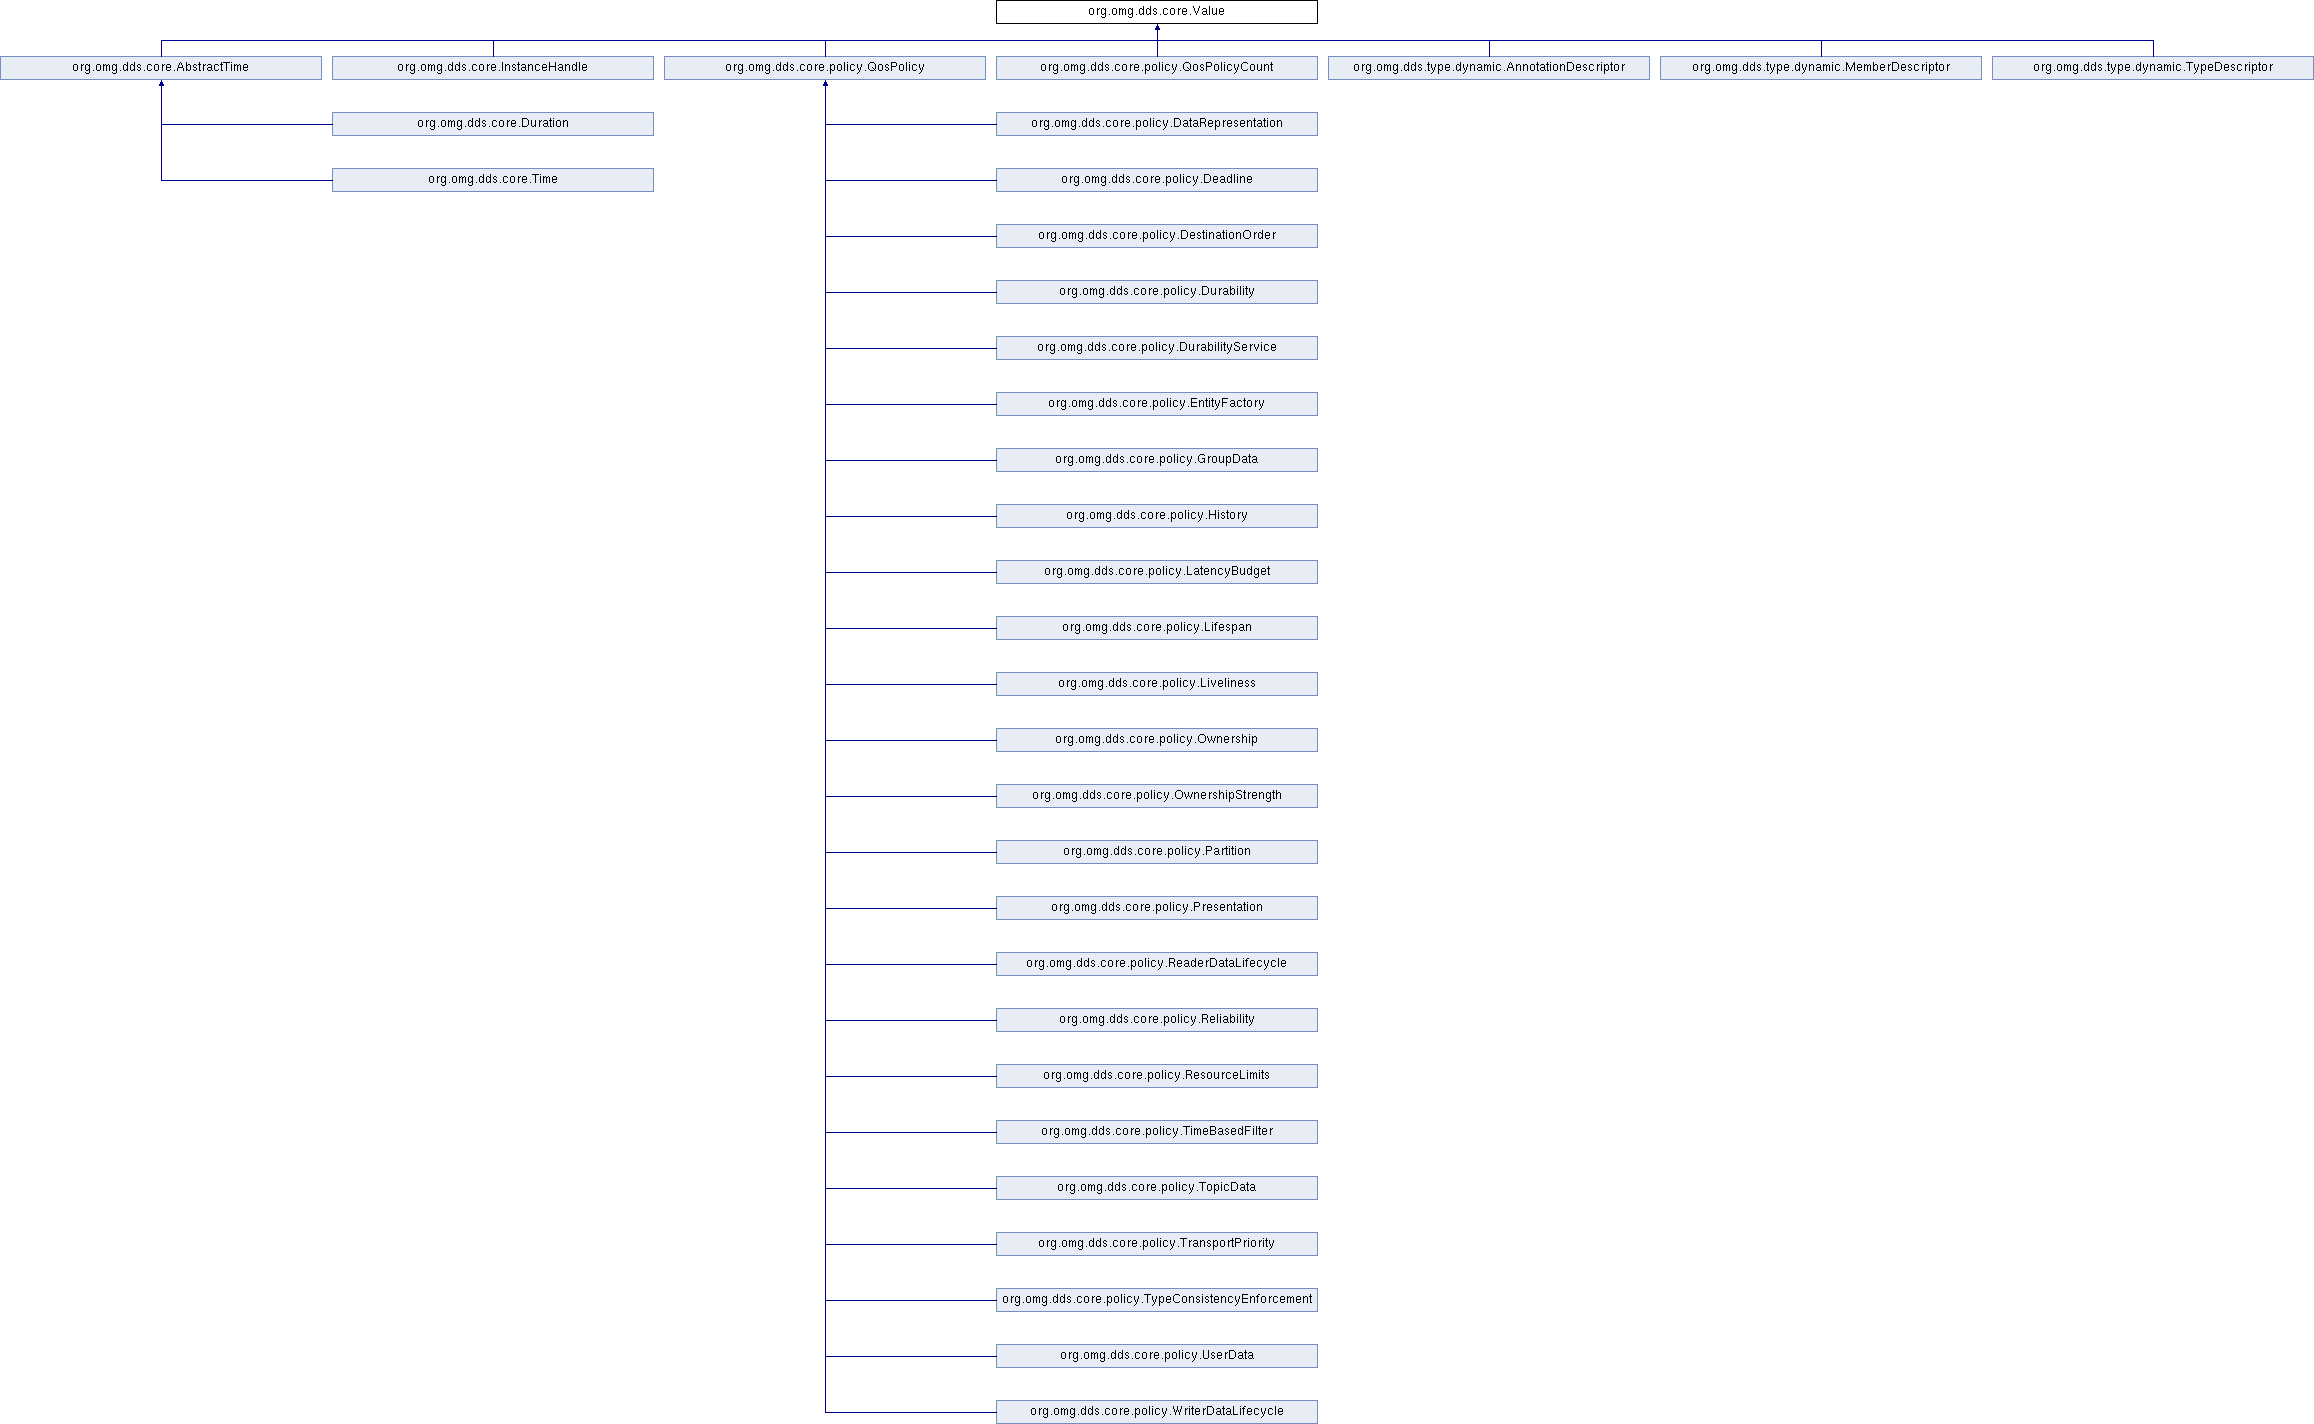 org.omg.dds.core.Value
org.omg.dds.core.AbstractTime
org.omg.dds.core.InstanceHandle
org.omg.dds.core.policy.QosPolicy
org.omg.dds.core.policy.QosPolicyCount
org.omg.dds.type.dynamic.AnnotationDescriptor
org.omg.dds.type.dynamic.MemberDescriptor
org.omg.dds.type.dynamic.TypeDescriptor
org.omg.dds.core.Duration
org.omg.dds.core.policy.DataRepresentation
org.omg.dds.core.Time
org.omg.dds.core.policy.Deadline
org.omg.dds.core.policy.DestinationOrder
org.omg.dds.core.policy.Durability
org.omg.dds.core.policy.DurabilityService
org.omg.dds.core.policy.EntityFactory
org.omg.dds.core.policy.GroupData
org.omg.dds.core.policy.History
org.omg.dds.core.policy.LatencyBudget
org.omg.dds.core.policy.Lifespan
org.omg.dds.core.policy.Liveliness
org.omg.dds.core.policy.Ownership
org.omg.dds.core.policy.OwnershipStrength
org.omg.dds.core.policy.Partition
org.omg.dds.core.policy.Presentation
org.omg.dds.core.policy.ReaderDataLifecycle
org.omg.dds.core.policy.Reliability
org.omg.dds.core.policy.ResourceLimits
org.omg.dds.core.policy.TimeBasedFilter
org.omg.dds.core.policy.TopicData
org.omg.dds.core.policy.TransportPriority
org.omg.dds.core.policy.TypeConsistencyEnforcement
org.omg.dds.core.policy.UserData
org.omg.dds.core.policy.WriterDataLifecycle